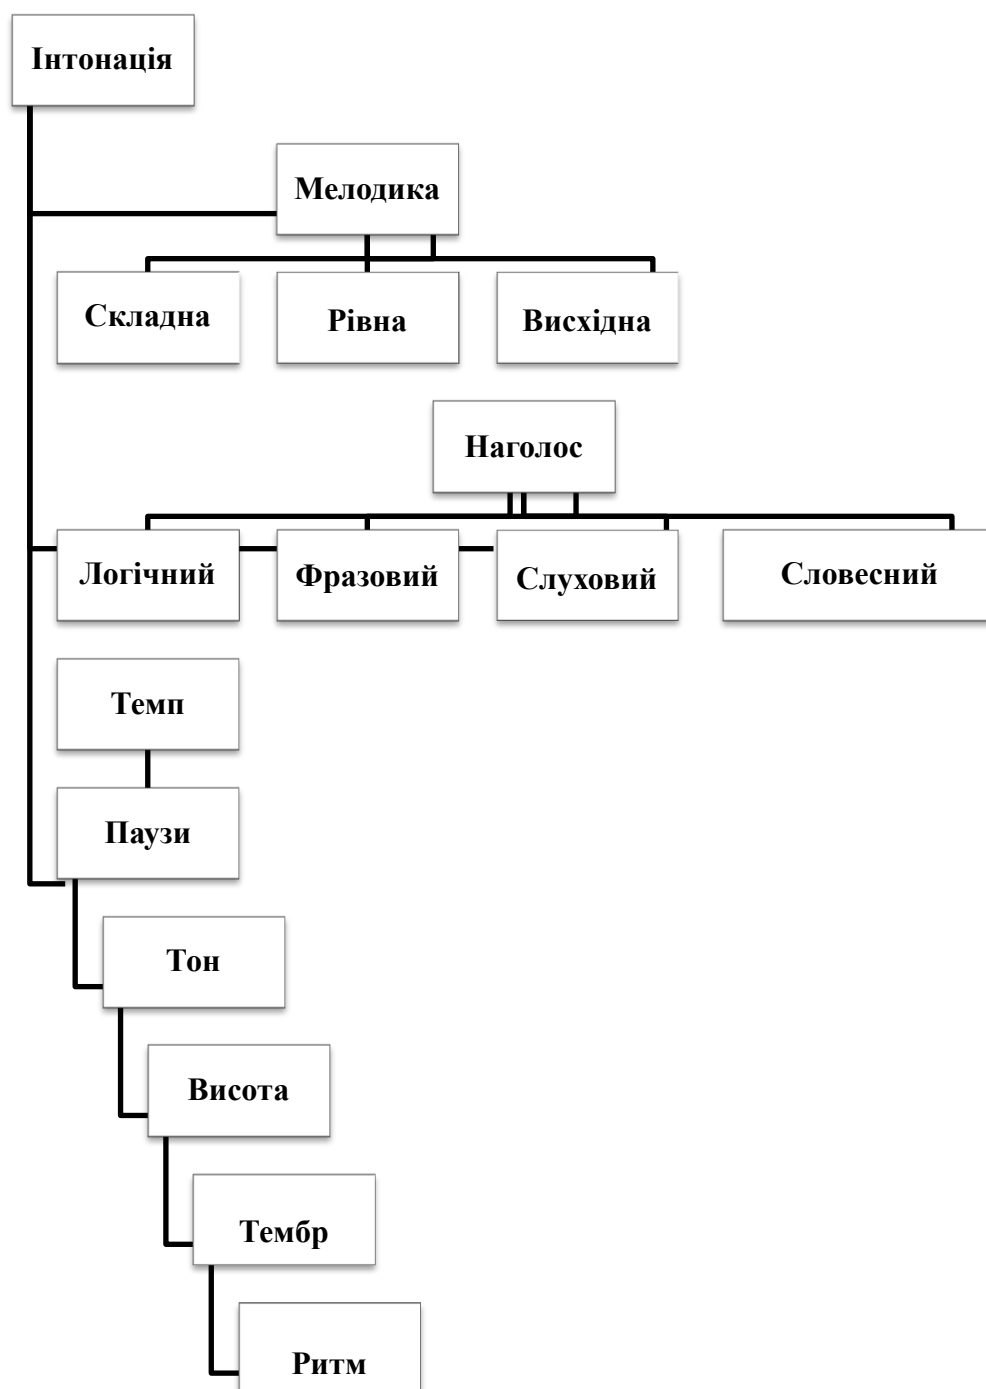 Інтонація
Мелодика
Складна
Рівна
Висхідна
Наголос
Логічний
Фразовий
Слуховий
Словесний
Темп
Паузи
Тон
Висота
Тембр
Ритм